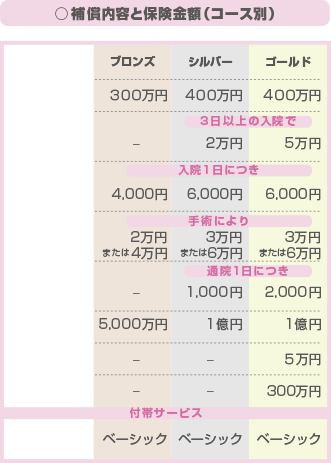 ○ 補償内容と保険金額（コース別）
ブロンズ シルバー ゴールド
300万円 400万円 400万円
3日以上の入院で
– 2万円 5万円
入院1日につき
4,000円 6,000円 6,000円
手術により
2万円 3万円 3万円
または4万円 または6万円 または6万円
通院1日につき
– 1,000円 2,000円
5,000万円 1億円 1億円
– – 5万円
– – 300万円
付帯サービス
ベーシック ベーシック ベーシック